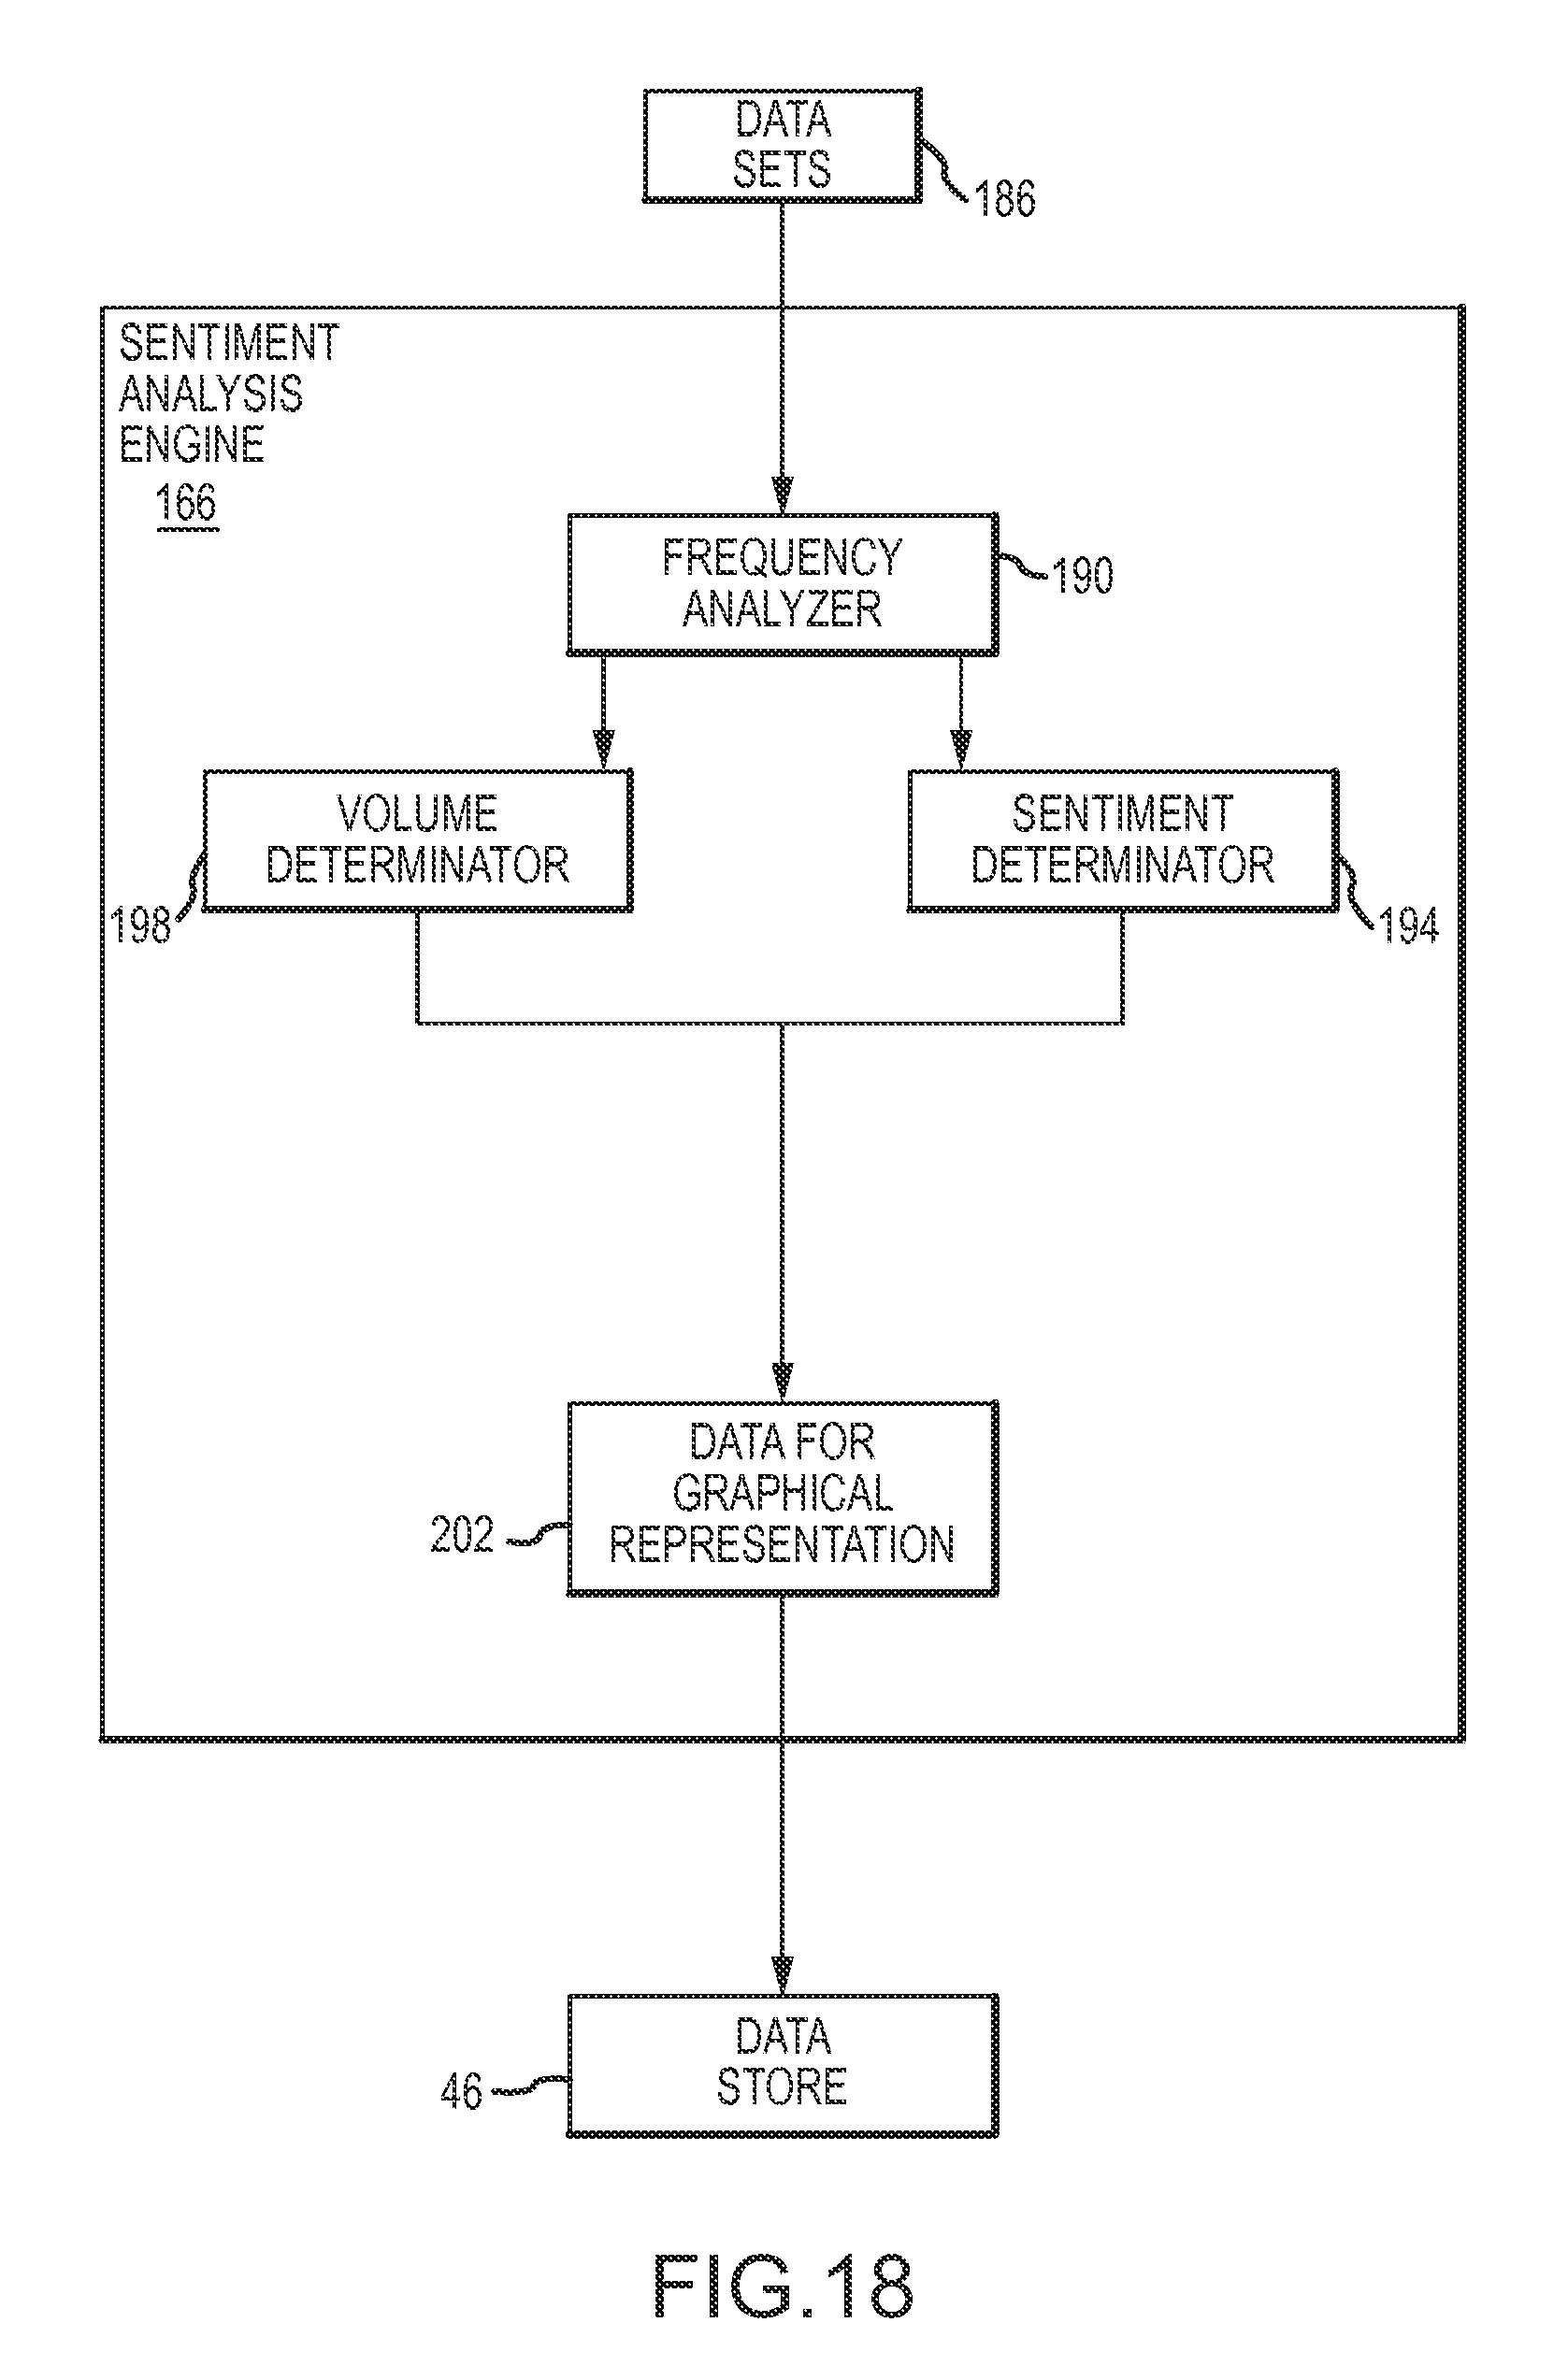 DATA
SETS
186
SENTIMENT
ANALYSIS
ENGINE
166
FREQUENCY
ANALYZER
190
VOLUME
DETERMINATOR
198
SENTIMENT
DETERMINATOR
194
DATA FOR
GRAPHICAL
REPRESENTATION
202
DATA
STORE
46
FIG.18